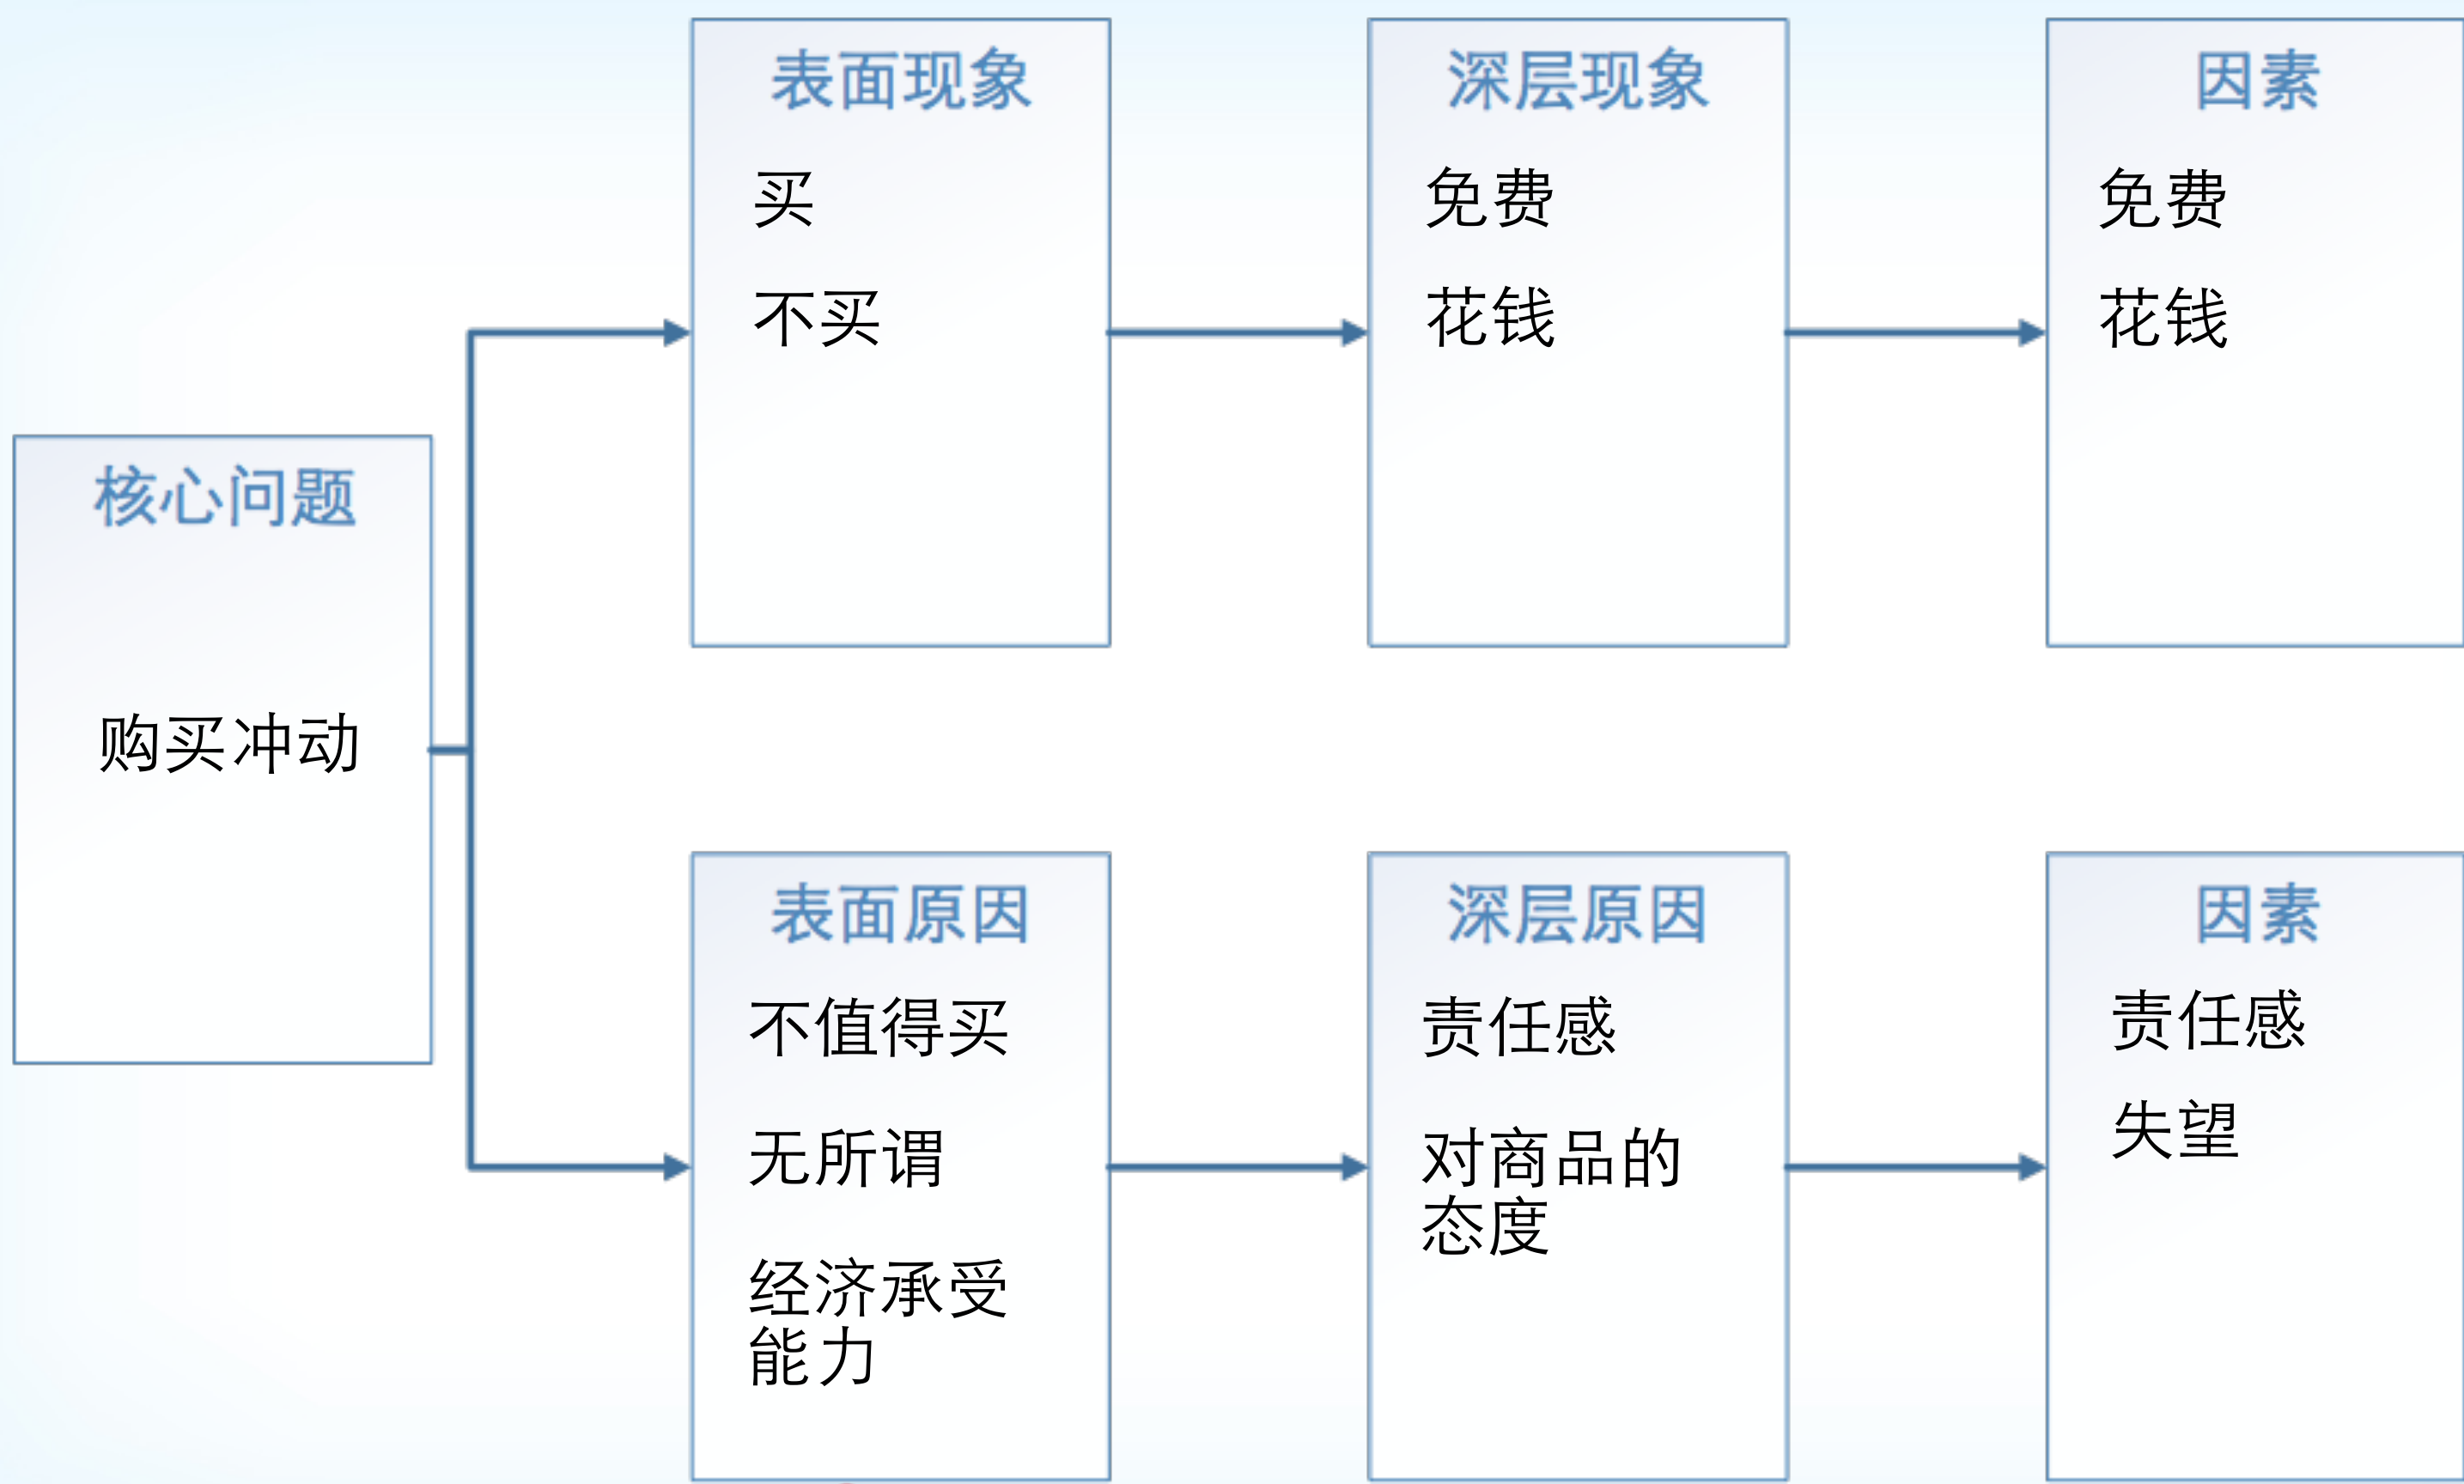 表面现象
买
不买
深层现象
免费
花钱
因素
免费
花钱
核心问题
购买冲动
表面原因
不值得买
无所谓
经济承受
能力
深层原因
责任感
对商品的
态度
因素
责任感
失望